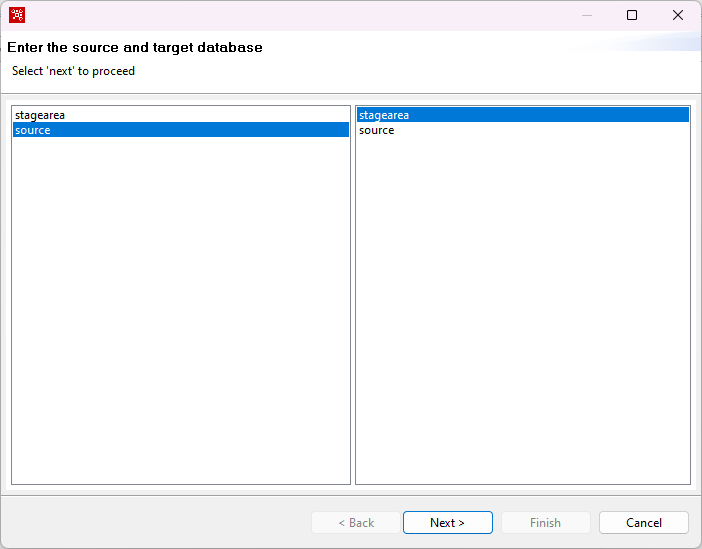 Enter the source and target database
Select 'next' to proceed
stagearea
source
stagearea
source
< Back
Next >
Finish
Cancel